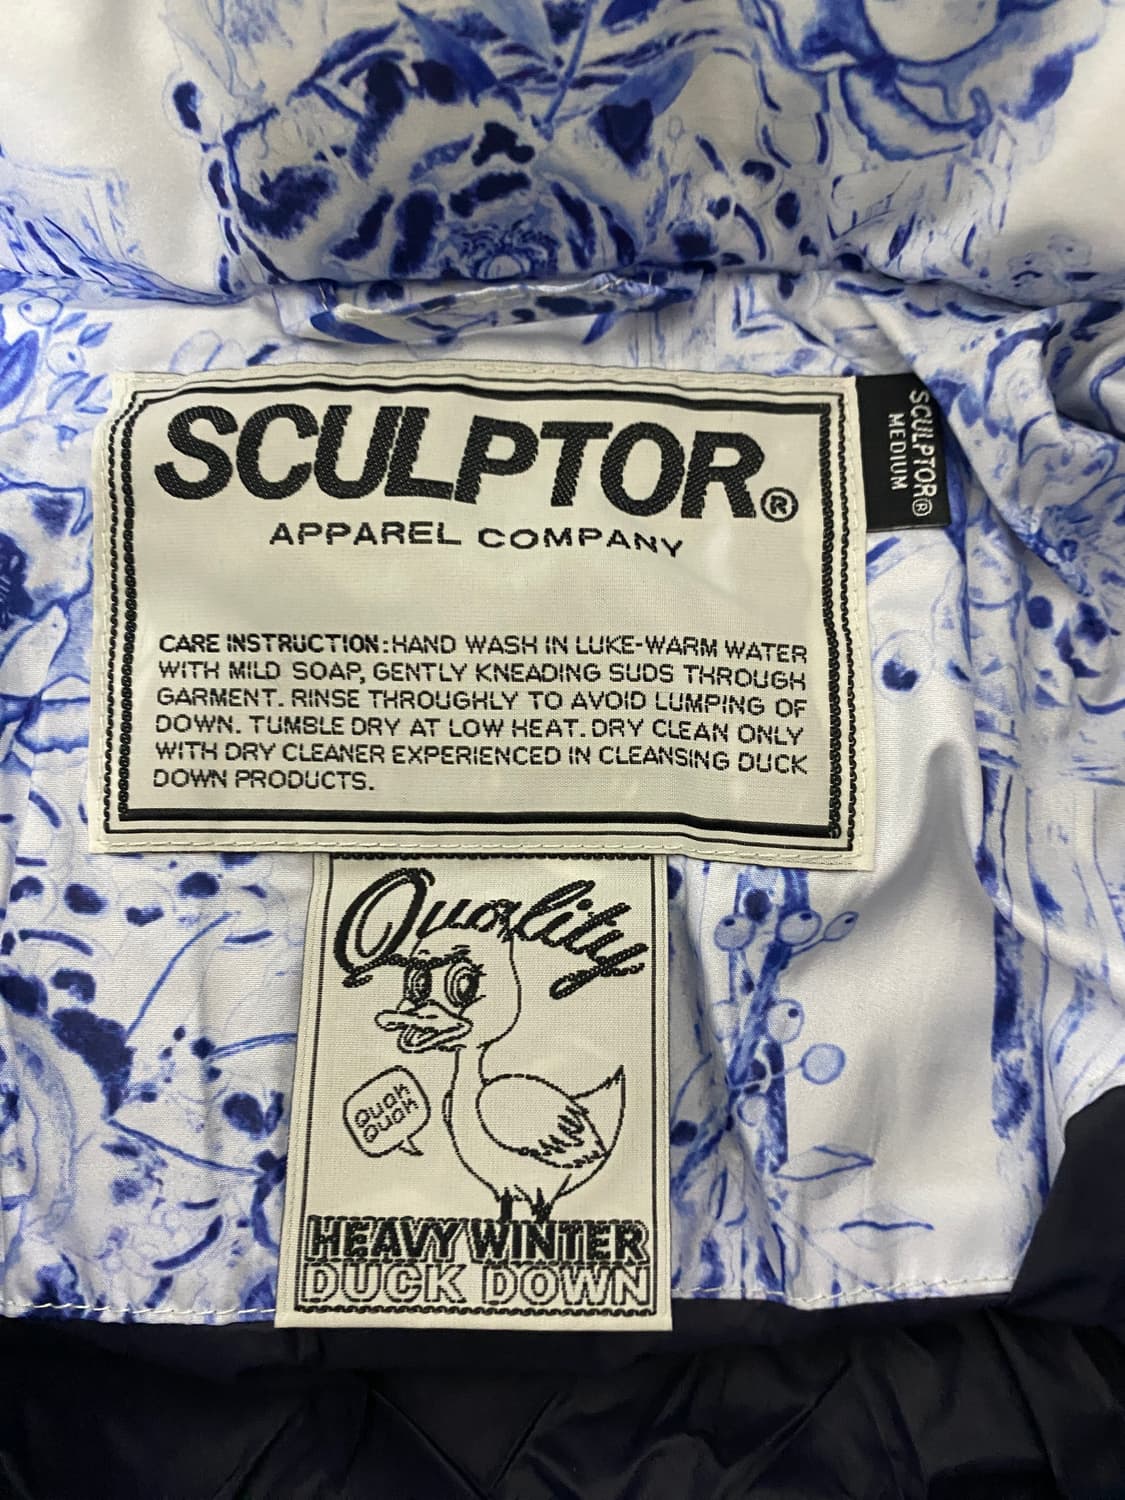 SCULPTOR®
APPAREL COMPANY
SCULPTOR®
MEDIUM
CARE INSTRUCTION:HAND WASH IN LUKE-WARM WATER
WITH MILD SOAP, GENTLY KNEADING SUDS THROUGH
GARMENT. RINSE THROUGHLY TO AVOID LUMPING OF
DOWN. TUMBLE DRY AT LOW HEAT. DRY CLEAN ONLY
WITH DRY CLEANER EXPERIENCED IN CLEANSING DUCK
DOWN PRODUCTS.
Quality
QUAK
QUAK
HEAVY WINTER
DUCK DOWN